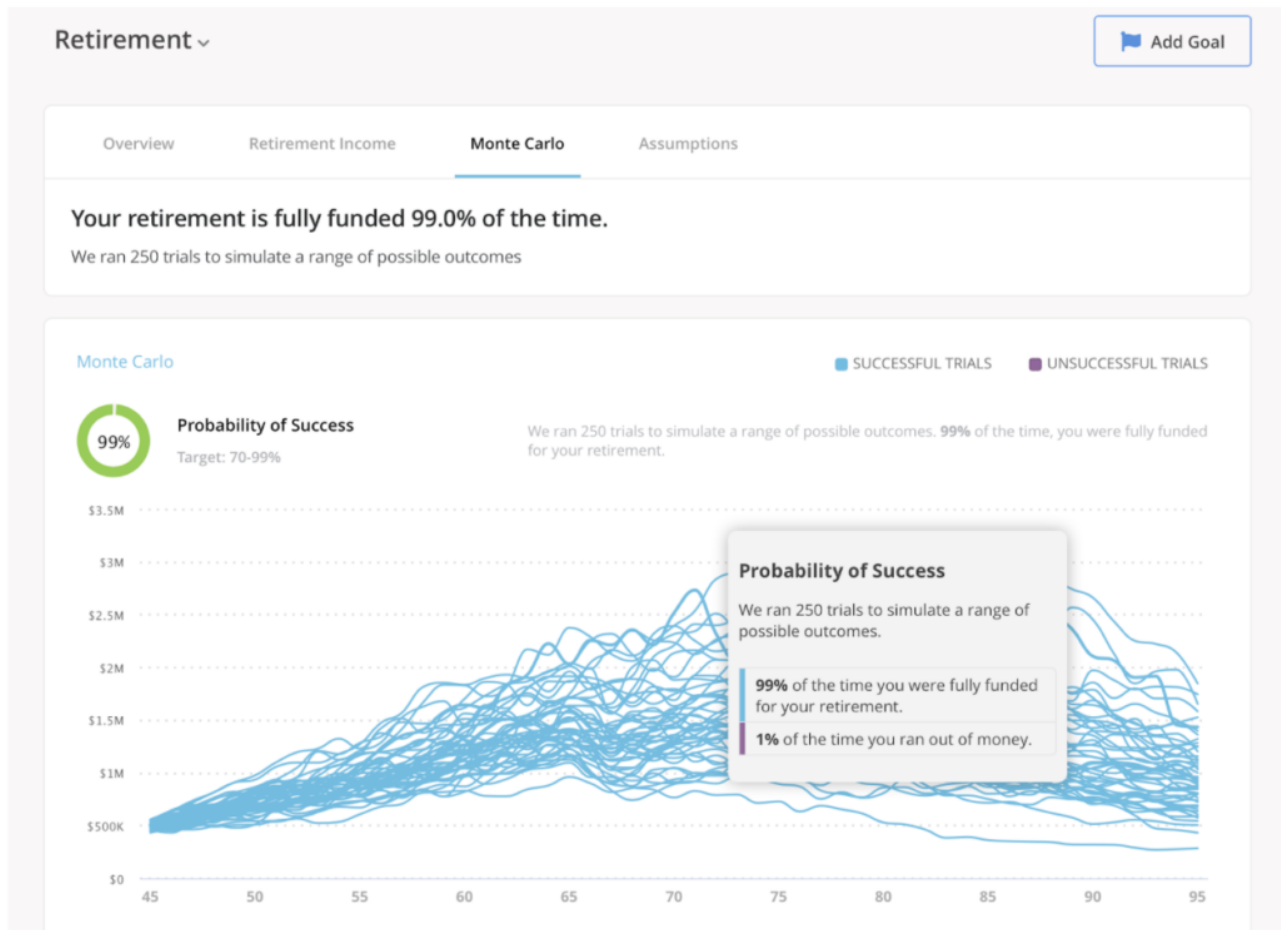 Retirement
Add Goal
Overview
Retirement Income
Monte Carlo
Assumptions
Your retirement is fully funded 99.0% of the time.
We ran 250 trials to simulate a range of possible outcomes
Monte Carlo
SUCCESSFUL TRIALS
UNSUCCESSFUL TRIALS
99%
Probability of Success
Target: 70-99%
We ran 250 trials to simulate a range of possible outcomes. 99% of the time, you were fully funded
for your retirement.
$3.5M
$3M
$2.5M
$2M
$1.5M
$1M
$500K
$0
Probability of Success
We ran 250 trials to simulate a range of
possible outcomes.
99% of the time you were fully funded
for your retirement.
1% of the time you ran out of money.
45
50
55
60
65
70
75
80
85
90
95